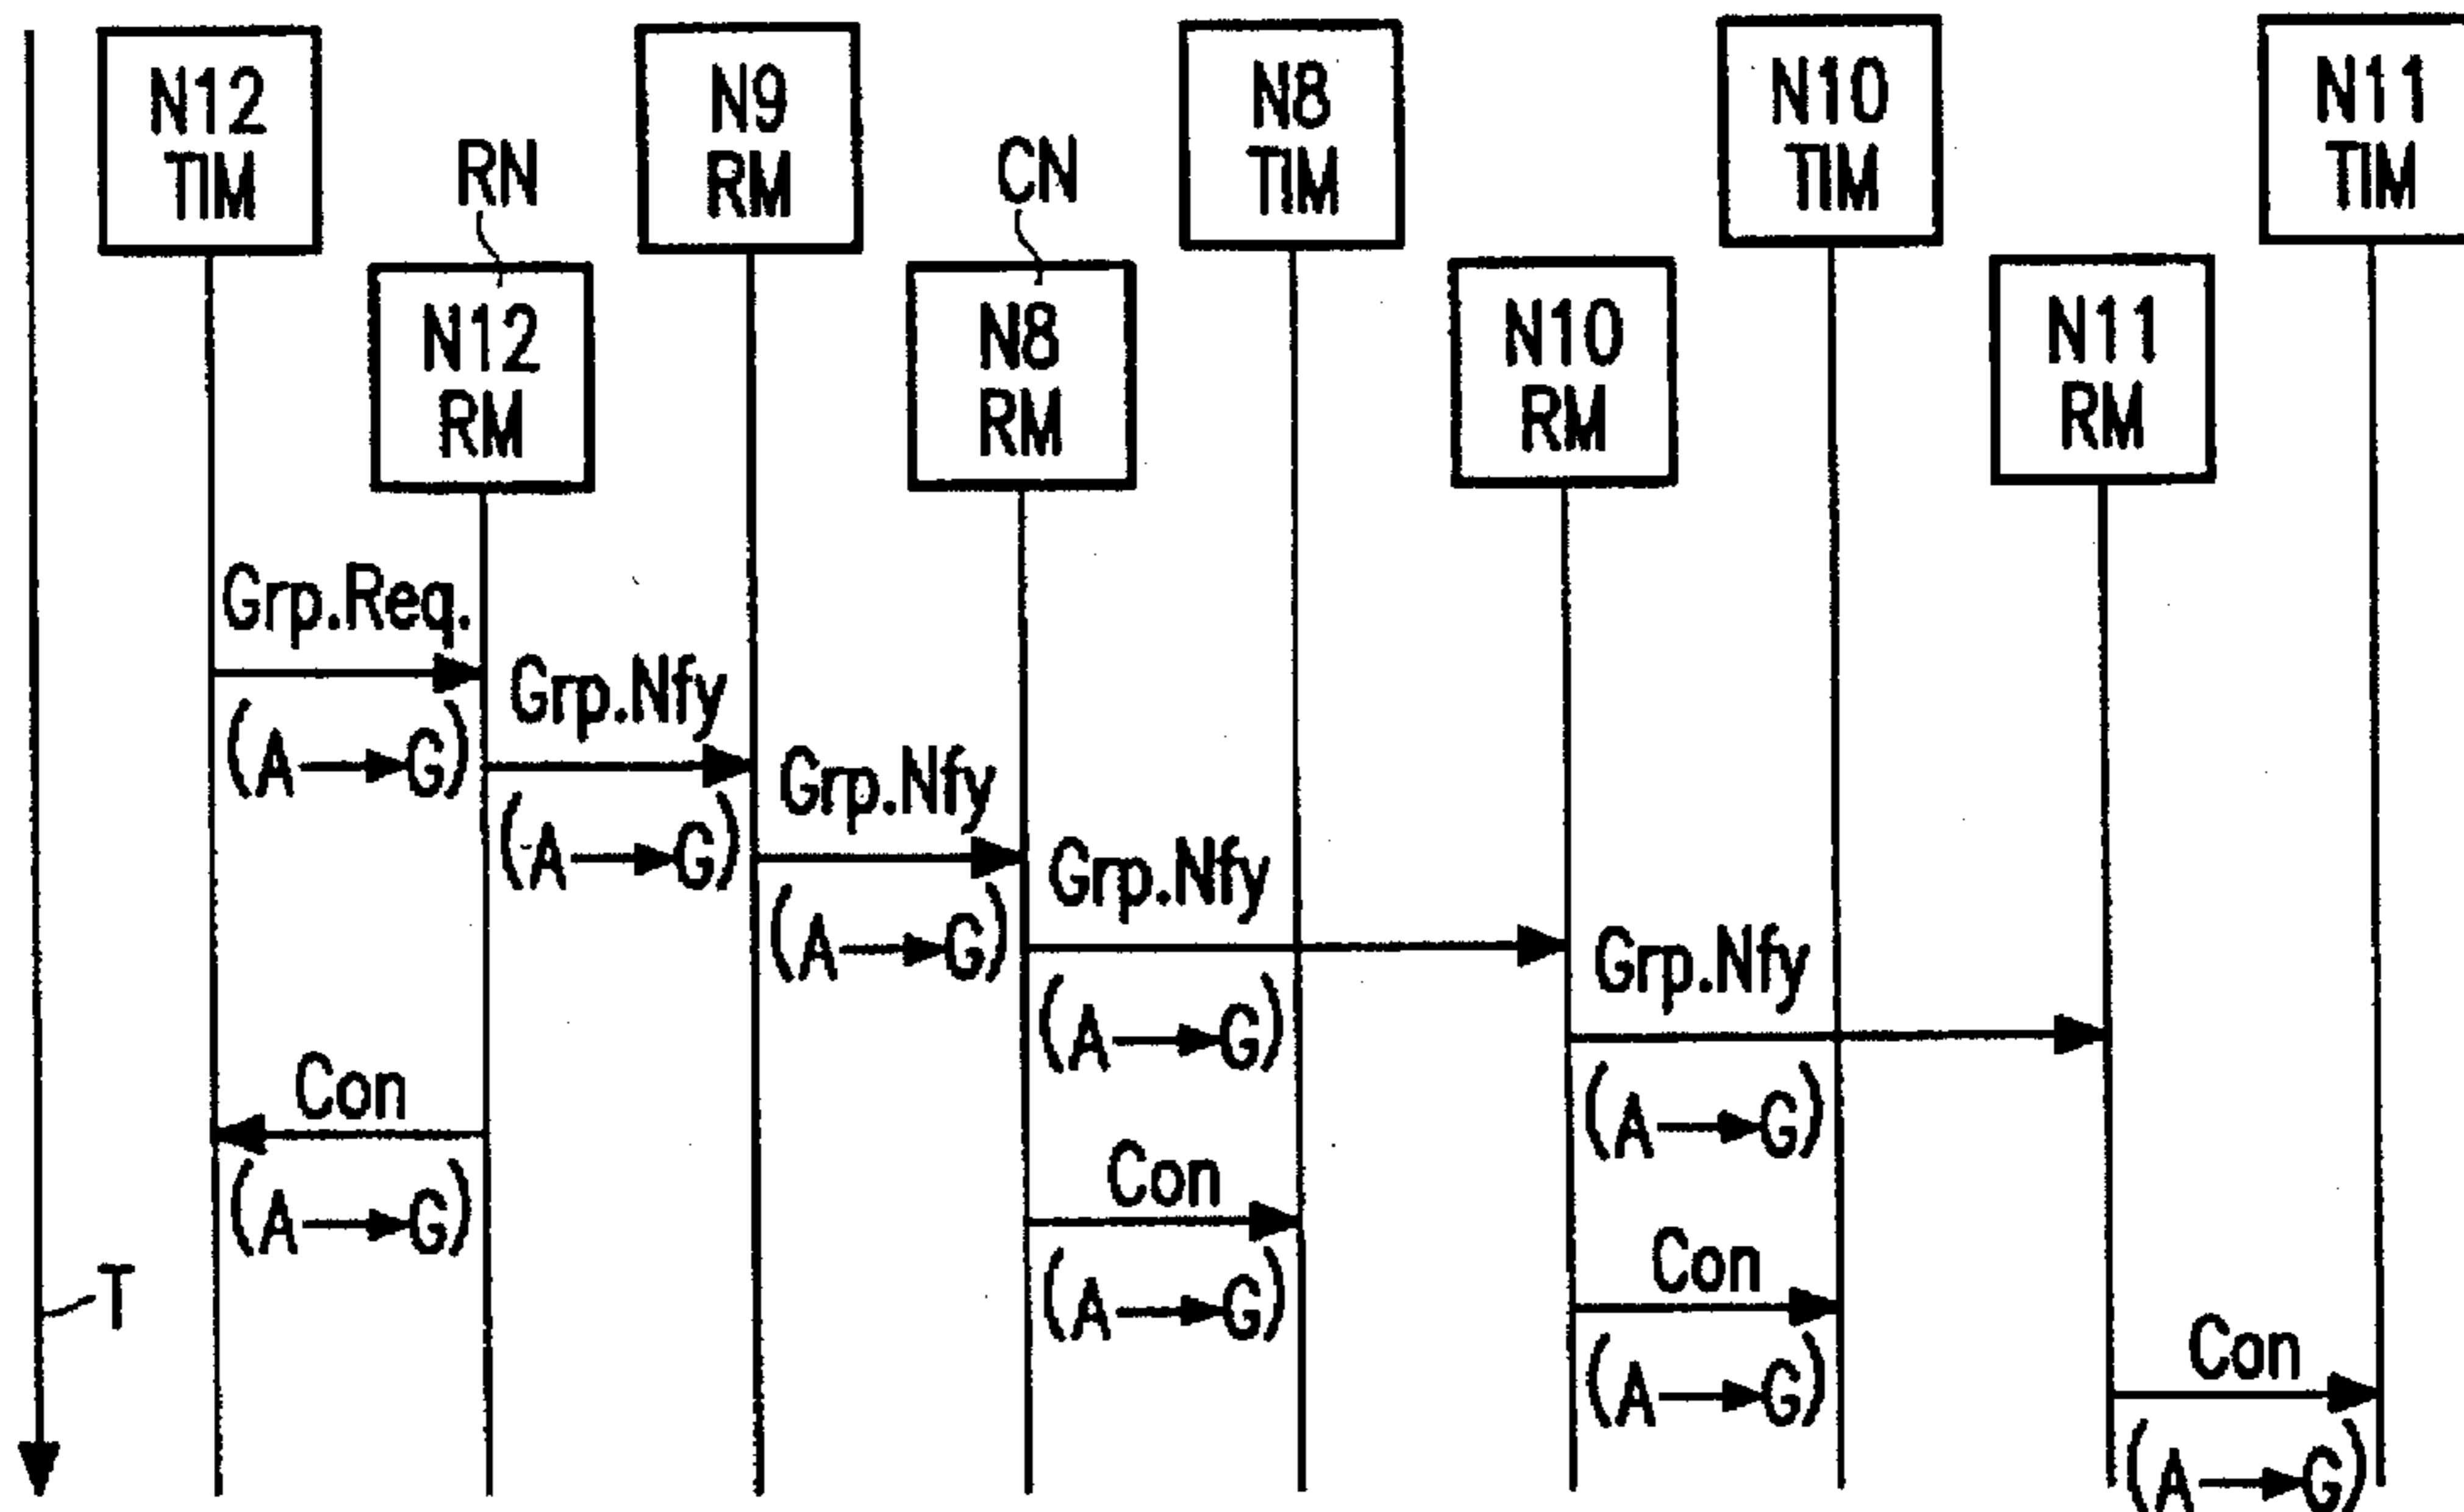 N12
TIM
N9
RM
N8
TIM
N10
TIM
N11
TIM
RN
CN
N12
RM
N8
RM
N10
RM
N11
RM
Grp.Req.
(A→G)
Grp.Nfy
(A→G)
Grp.Nfy
(A→G)
Grp.Nfy
(A→G)
Grp.Nfy
(A→G)
Con
(A→G)
Con
(A→G)
Con
(A→G)
Con
(A→G)
T